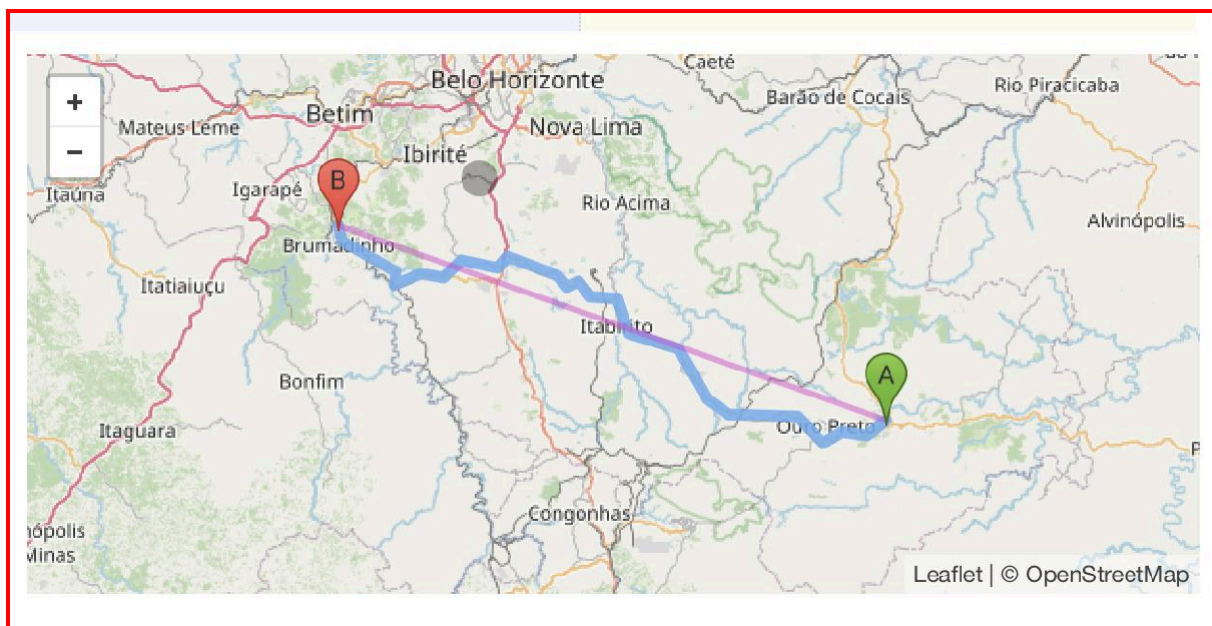 Caeté
Belo Horizonte
Rio Piracicaba
Barão de Cocais
+
Betim
Mateus Leme
Nova Lima
−
Ibirité
B
Igarapé
Itaúna
Rio Acima
Alvinópolis
Brumadinho
Itatiaiuçu
Itabirito
A
Bonfim
Ouro Preto
Itaguara
Congonhas
nópolis
Minas
Leaflet | © OpenStreetMap